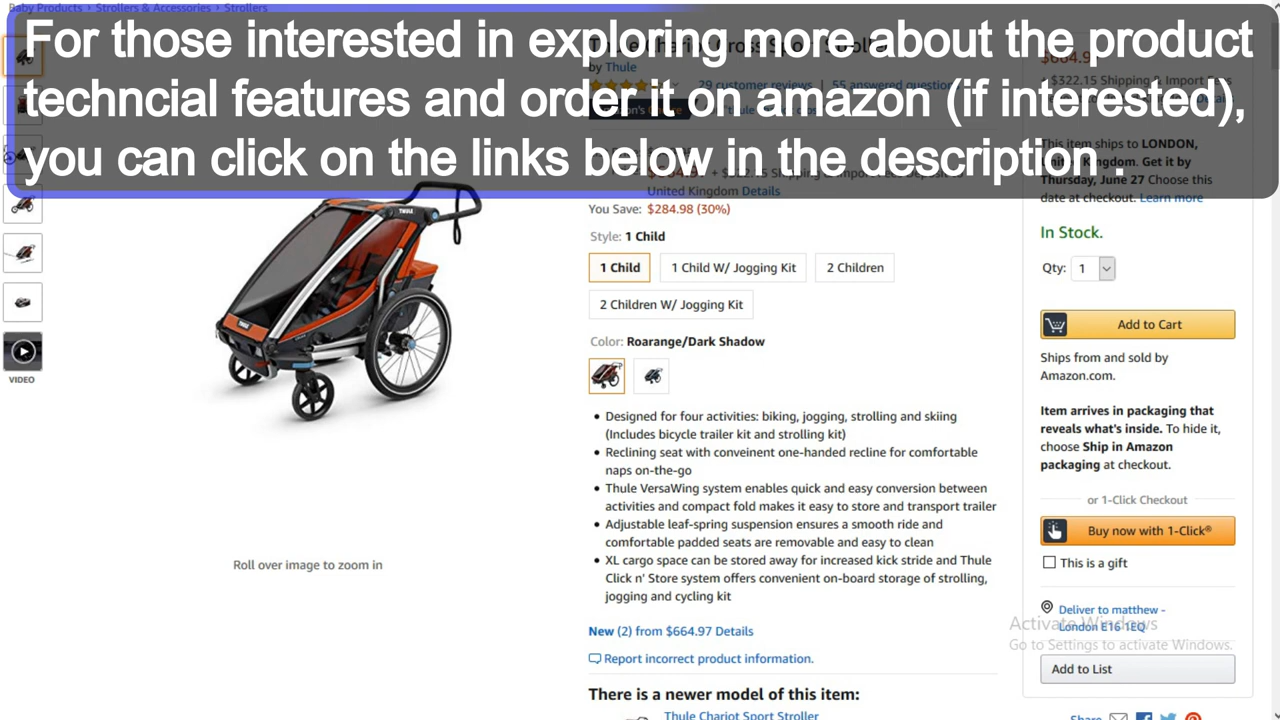 Baby Products › Strollers & Accessories › Strollers
For those interested in exploring more about the product
techncial features and order it on amazon (if interested),
you can click on the links below in the description .
Thule Chariot Cross Sport Stroller
by Thule
29 customer reviews | 55 answered questions
+ $322.15 Shipping & Import Fees
Details
This item ships to LONDON,
United Kingdom. Get it by
Thursday, June 27 Choose this
date at checkout. Learn more
United Kingdom Details
You Save: $284.98 (30%)
Style: 1 Child
1 Child
1 Child W/ Jogging Kit
2 Children
2 Children W/ Jogging Kit
Color: Roarange/Dark Shadow
THULE
THULE
VIDEO
Designed for four activities: biking, jogging, strolling and skiing
(Includes bicycle trailer kit and strolling kit)
Reclining seat with conveinent one-handed recline for comfortable
naps on-the-go
Thule VersaWing system enables quick and easy conversion between
activities and compact fold makes it easy to store and transport trailer
Adjustable leaf-spring suspension ensures a smooth ride and
comfortable padded seats are removable and easy to clean
XL cargo space can be stored away for increased kick stride and Thule
Click n' Store system offers convenient on-board storage of strolling,
jogging and cycling kit
Roll over image to zoom in
New (2) from $664.97 Details
Report incorrect product information.
There is a newer model of this item:
Thule Chariot Sport Stroller
In Stock.
Qty: 1
Add to Cart
Ships from and sold by
Amazon.com.
Item arrives in packaging that
reveals what's inside. To hide it,
choose Ship in Amazon
packaging at checkout.
or 1-Click Checkout
Buy now with 1-Click®
This is a gift
Deliver to matthew -
London E16 1EQ
Activate Windows
Go to Settings to activate Windows.
Add to List
Share